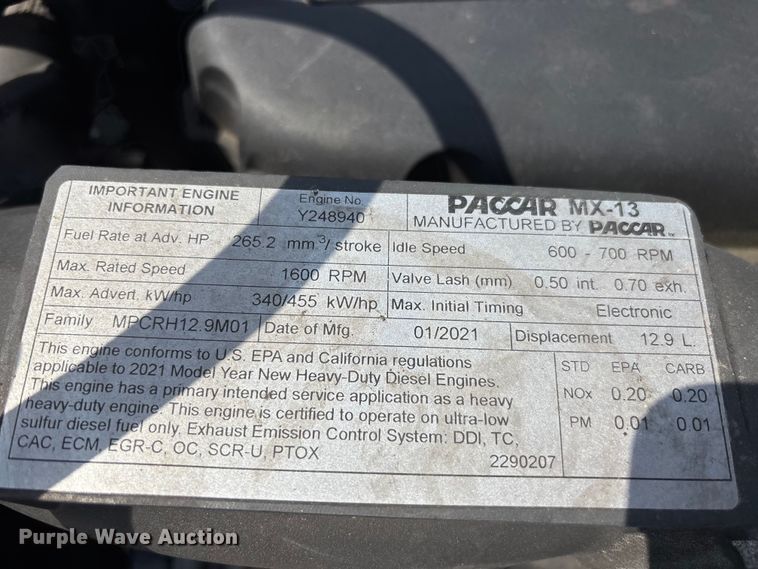 IMPORTANT ENGINE INFORMATION
Engine No. Y248940
PACCAR MX-13
MANUFACTURED BY PACCAR
Fuel Rate at Adv. HP 265.2 mm³/stroke
Idle Speed 600 - 700 RPM
Max. Rated Speed 1600 RPM
Valve Lash (mm) 0.50 int. 0.70 exh.
Max. Advert. kW/hp 340/455 kW/hp
Max. Initial Timing Electronic
Family MPCRH12.9M01
Date of Mfg. 01/2021
Displacement 12.9 L.
This engine conforms to U.S. EPA and California regulations
applicable to 2021 Model Year New Heavy-Duty Diesel Engines.
This engine has a primary intended service application as a heavy
heavy-duty engine. This engine is certified to operate on ultra-low
sulfur diesel fuel only. Exhaust Emission Control System: DDI, TC,
CAC, ECM, EGR-C, OC, SCR-U, PTOX
2290207
STD EPA CARB
NOx 0.20 0.20
PM 0.01 0.01
Purple Wave Auction